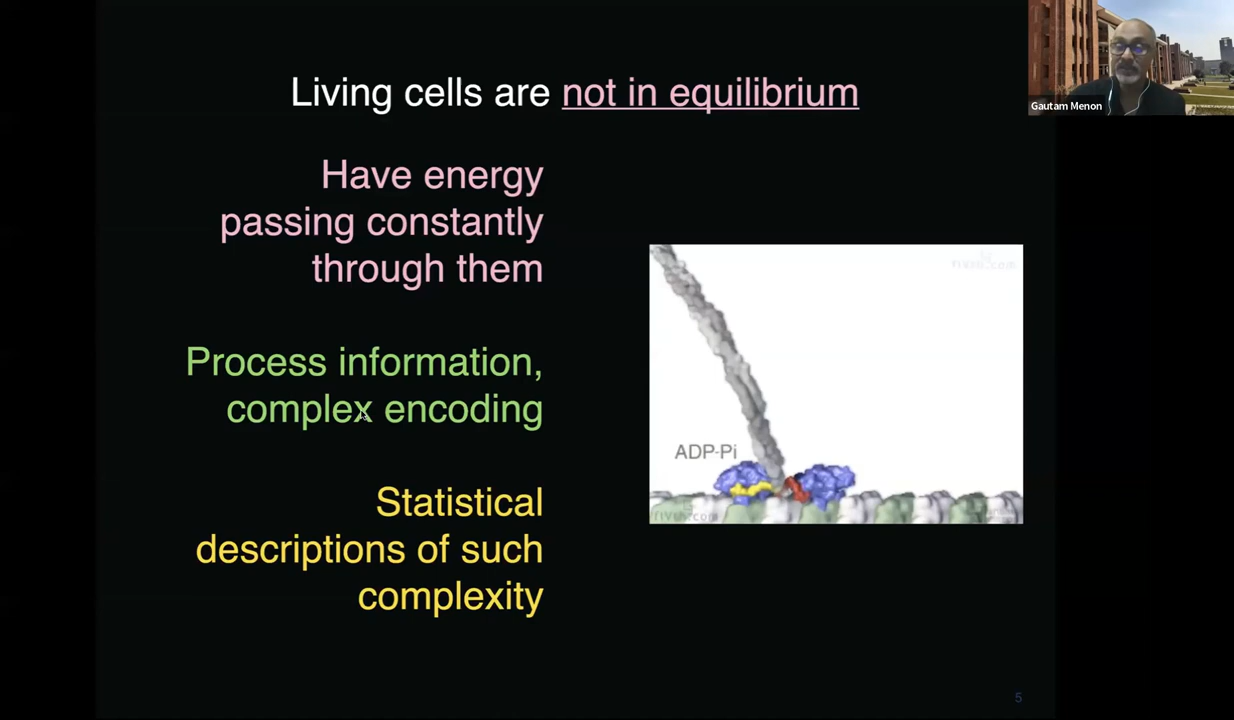 Living cells are not in equilibrium
Gautam Menon
Have energy
passing constantly
through them
Process information,
complex encoding
Statistical
descriptions of such
complexity
ADP-Pi
5